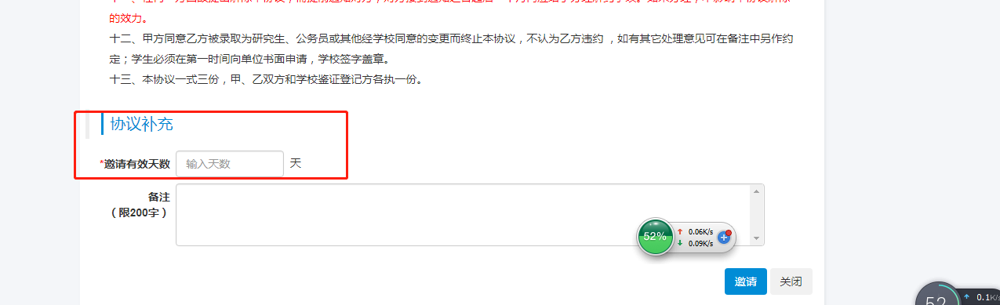 的效力。
十二、甲方同意乙方被录取为研究生、公务员或其他经学校同意的变更而终止本协议，不认为乙方违约 ，如有其它处理意见可在备注中另作约
定；学生必须在第一时间向单位书面申请，学校签字盖章。
十三、本协议一式三份，甲、乙双方和学校鉴证登记方各执一份。
协议补充
*邀请有效天数 输入天数 天
备注
（限200字）
52% 0.06K/s
0.09K/s
邀请 关闭
52 0.1K/s